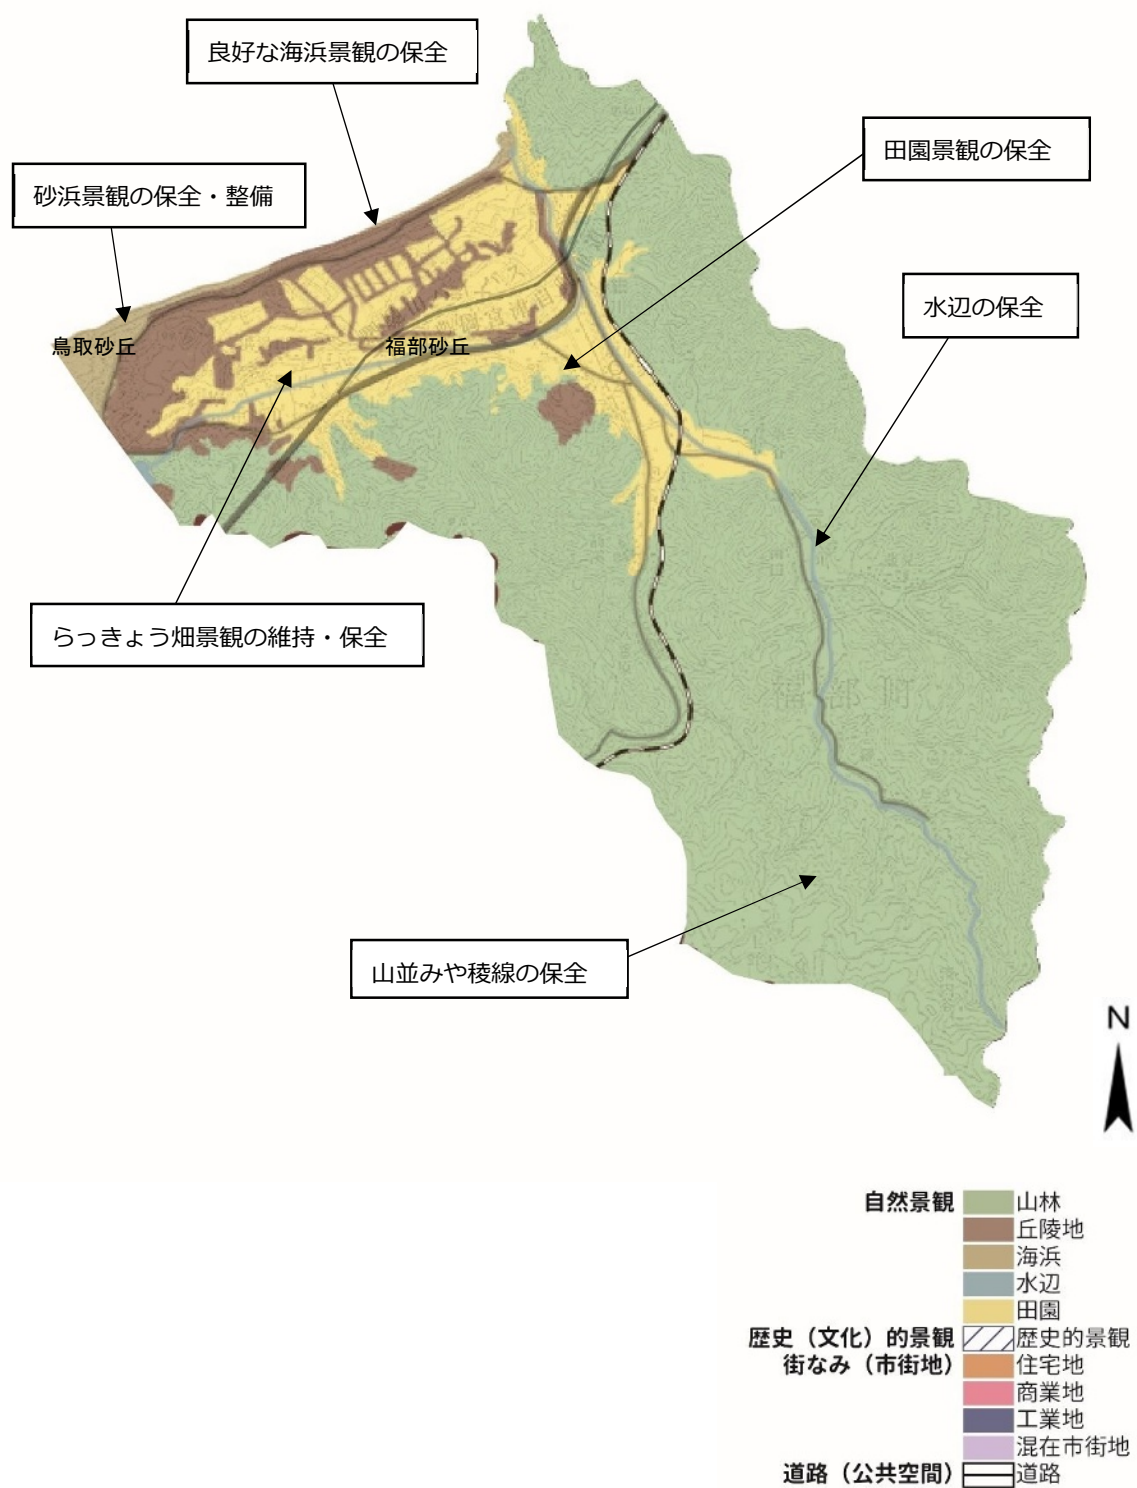 良好な海浜景観の保全
田園景観の保全
砂浜景観の保全・整備
水辺の保全
鳥取砂丘
福部砂丘
らっきょう畑景観の維持・保全
福部町
山並みや稜線の保全
N
自然景観 山林
丘陵地
海浜
水辺
田園
歴史（文化）的景観 歴史的景観
街なみ（市街地） 住宅地
商業地
工業地
混在市街地
道路（公共空間） 道路